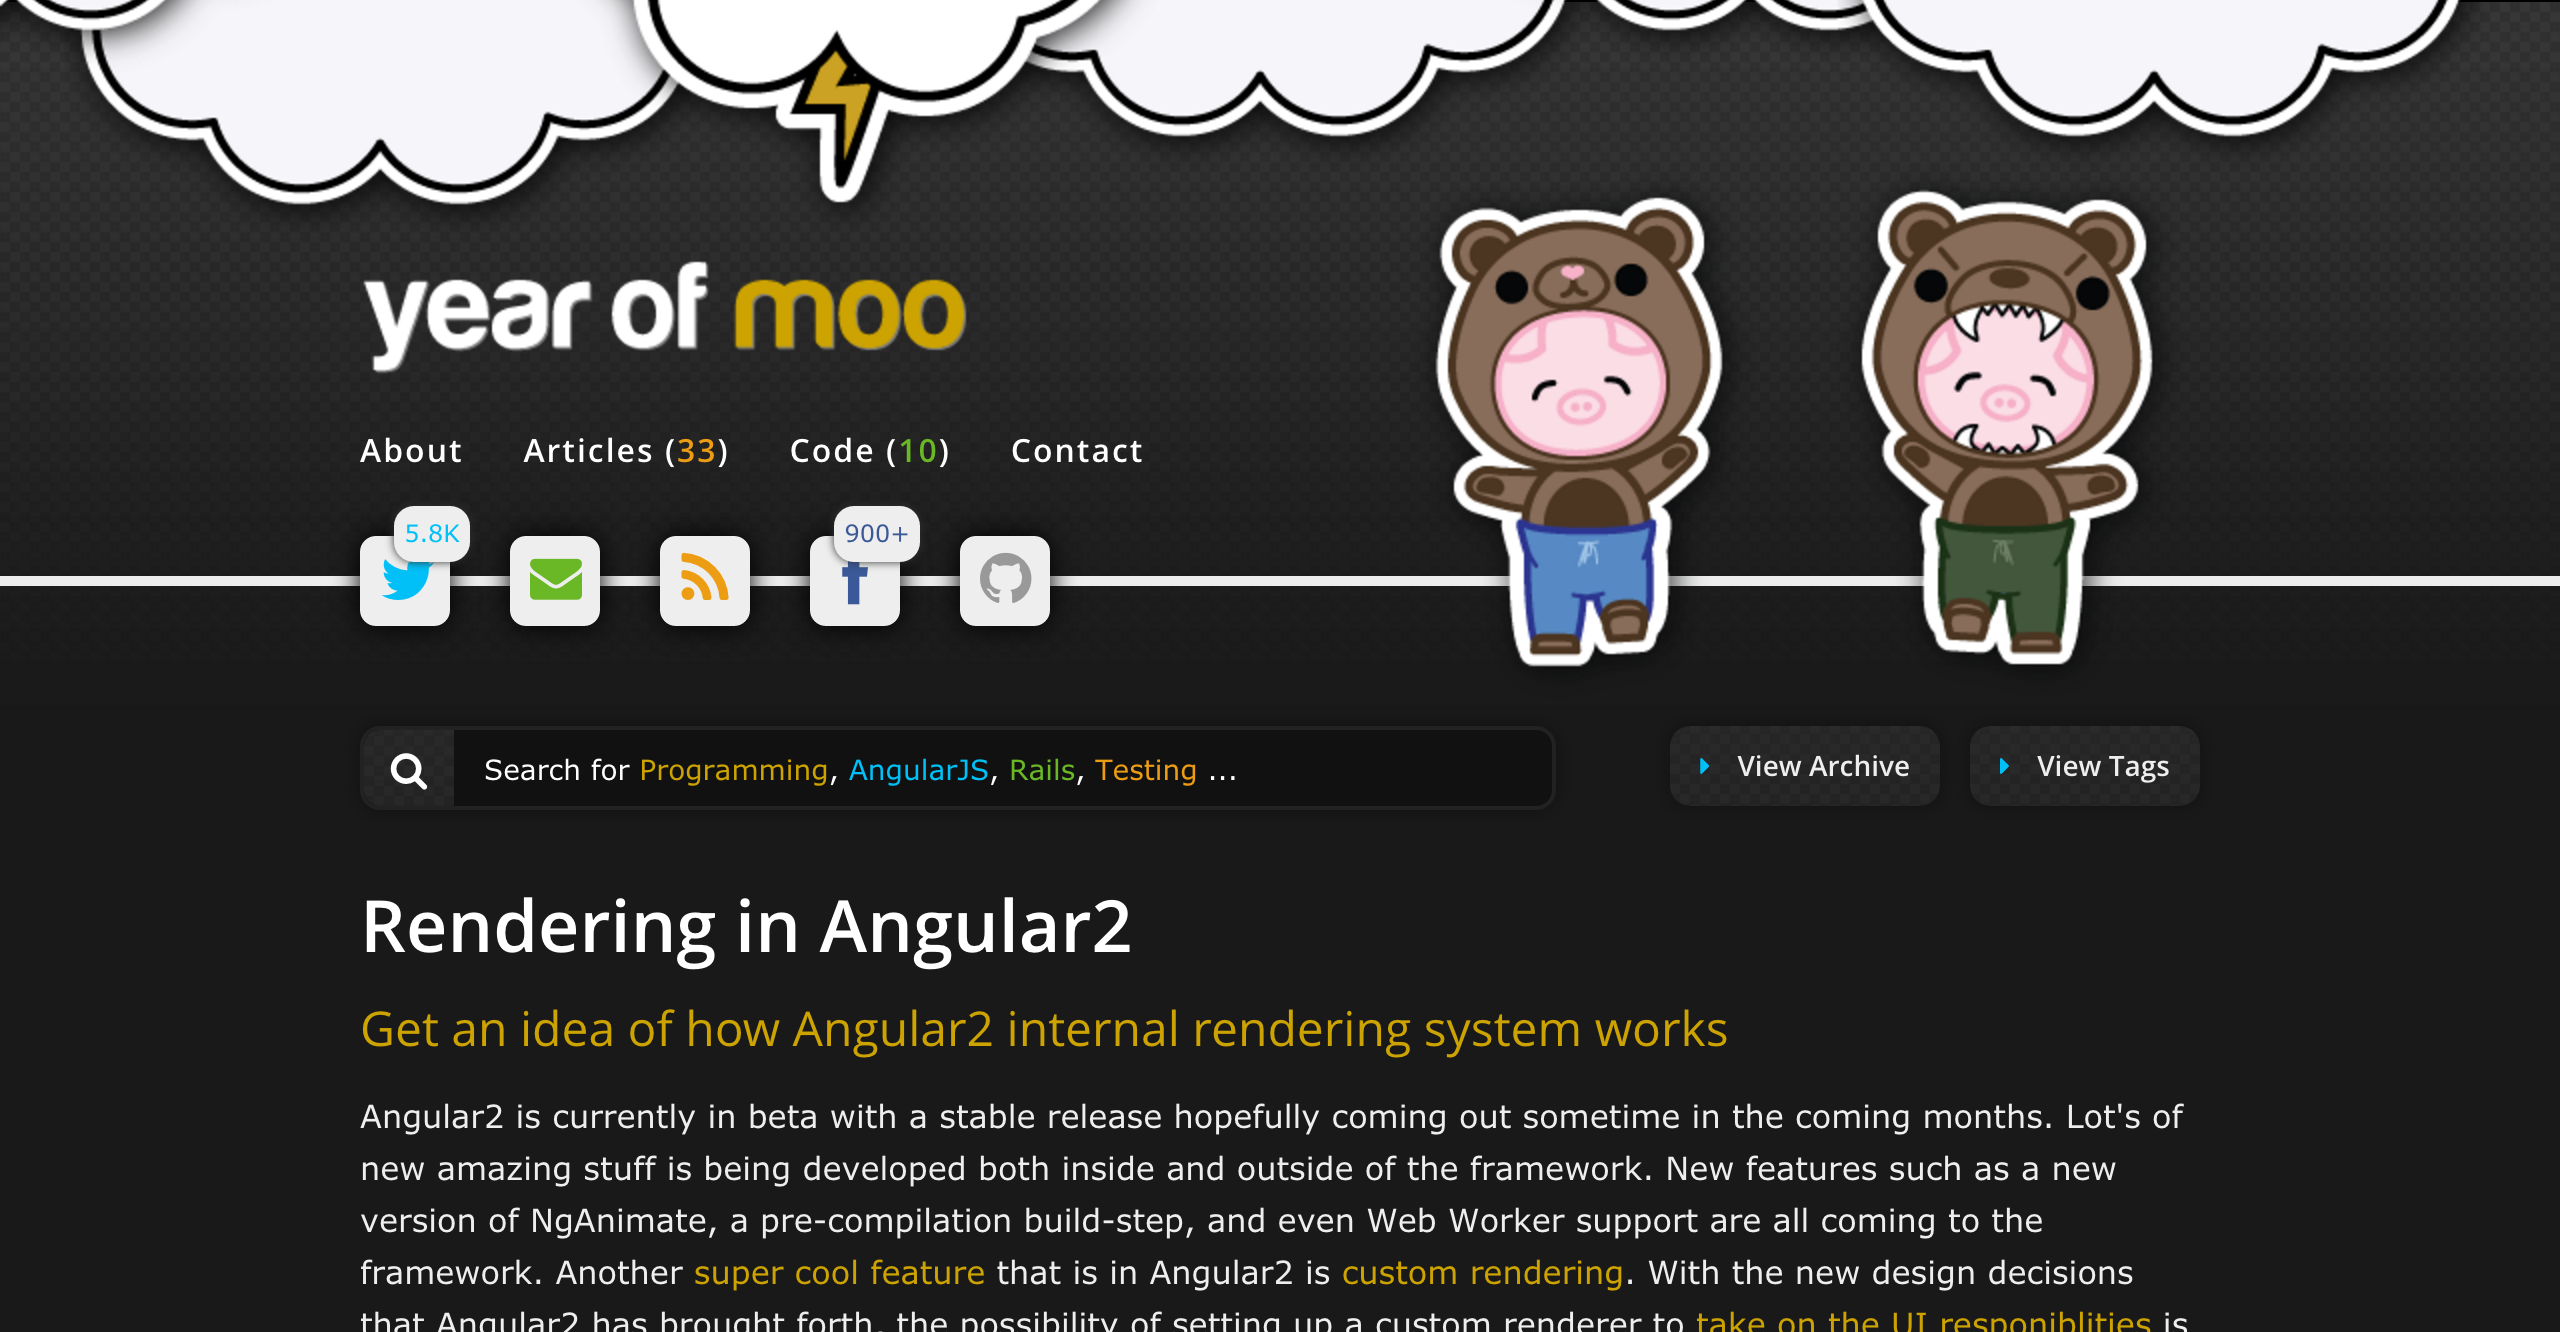 year of moo
About Articles (33) Code (10) Contact
5.8K 900+
Search for Programming, AngularJS, Rails, Testing ...
View Archive
View Tags
Rendering in Angular2
Get an idea of how Angular2 internal rendering system works
Angular2 is currently in beta with a stable release hopefully coming out sometime in the coming months. Lot's of
new amazing stuff is being developed both inside and outside of the framework. New features such as a new
version of NgAnimate, a pre-compilation build-step, and even Web Worker support are all coming to the
framework. Another super cool feature that is in Angular2 is custom rendering. With the new design decisions
that Angular2 has brought forth, the possibility of setting up a custom renderer to take on the UI responiblities is